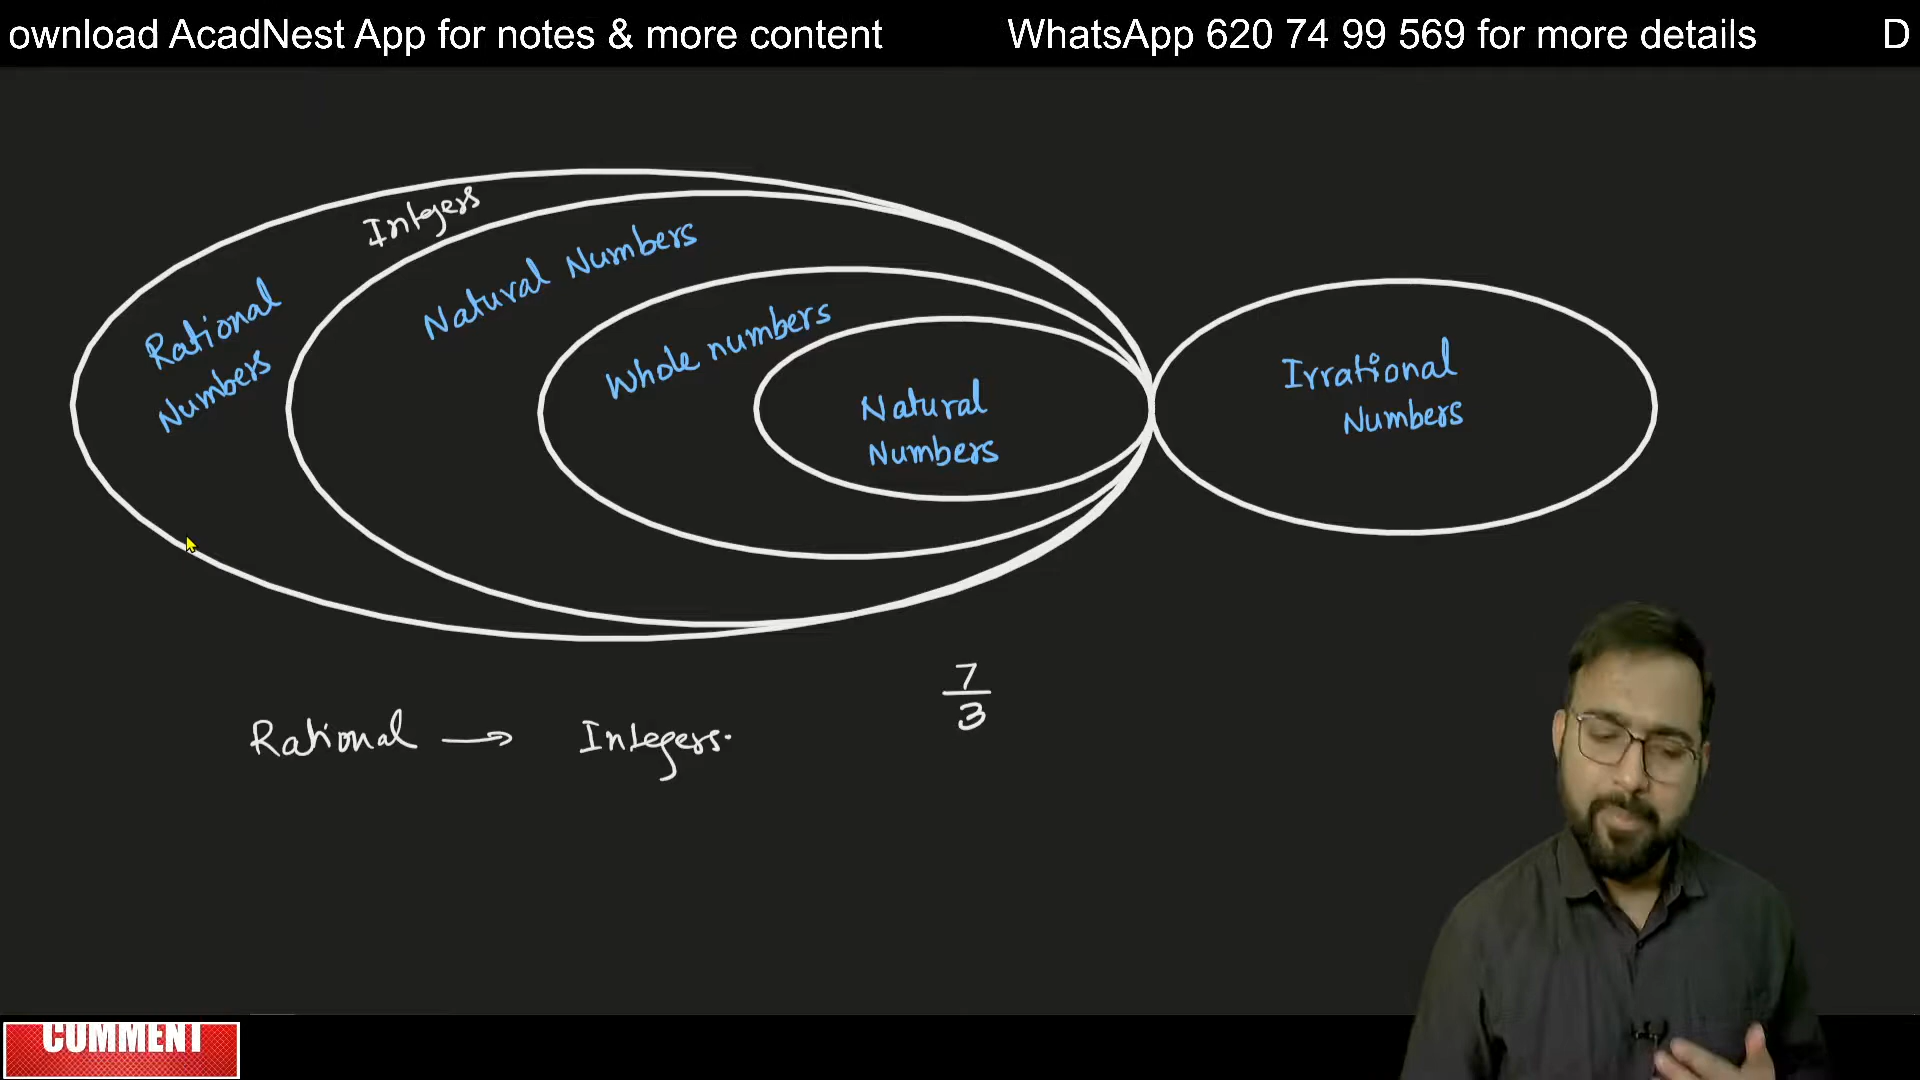 ownload AcadNest App for notes & more content WhatsApp 620 74 99 569 for more details D
Integers
Natural Numbers
Rational
Numbers
Whole numbers
Natural
Numbers
Irrational
Numbers
7
3
Rational → Integers.
COMMENT